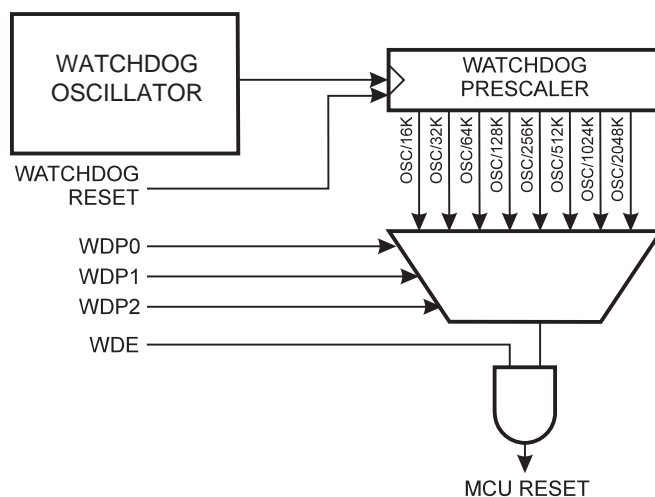 WATCHDOG
OSCILLATOR
WATCHDOG
PRESCALER
OSC/16K
OSC/32K
OSC/64K
OSC/128K
OSC/256K
OSC/512K
OSC/1024K
OSC/2048K
WATCHDOG
RESET
WDP0
WDP1
WDP2
WDE
MCU RESET